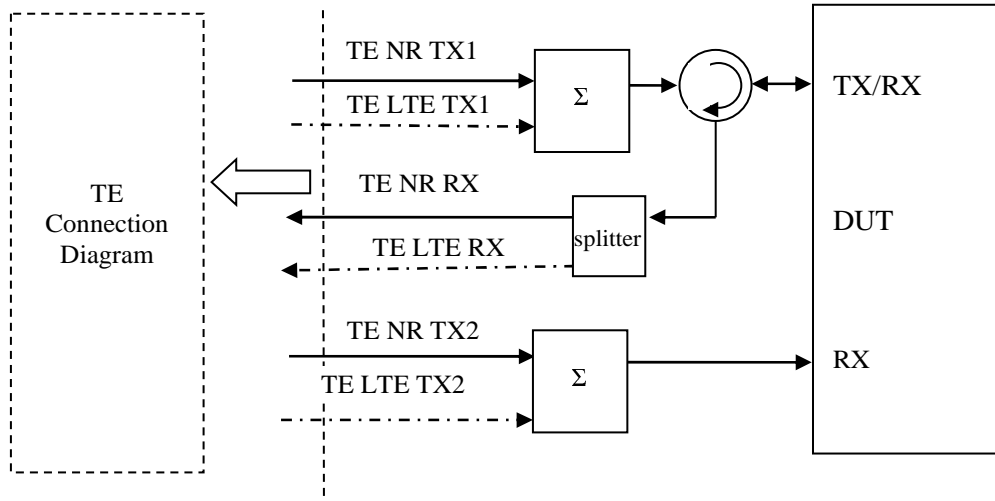 TE NR TX1
TE LTE TX1
Σ
TX/RX
TE
Connection
Diagram
TE NR RX
splitter
DUT
TE LTE RX
TE NR TX2
Σ
RX
TE LTE TX2